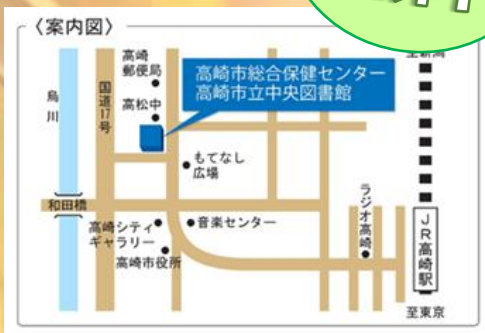 〈案内図〉
高崎
郵便局
高崎市総合保健センター
高崎市立中央図書館
烏
川
国道17号
高松中
もてなし
広場
和田橋
高崎シティ
ギャラリー
音楽センター
高崎市役所
ラジオ高崎
JR高崎駅
至東京